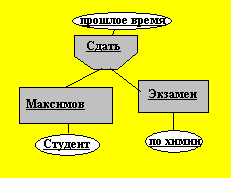 прошлое время
Сдать
Максимов
Экзамен
Студент
по химии